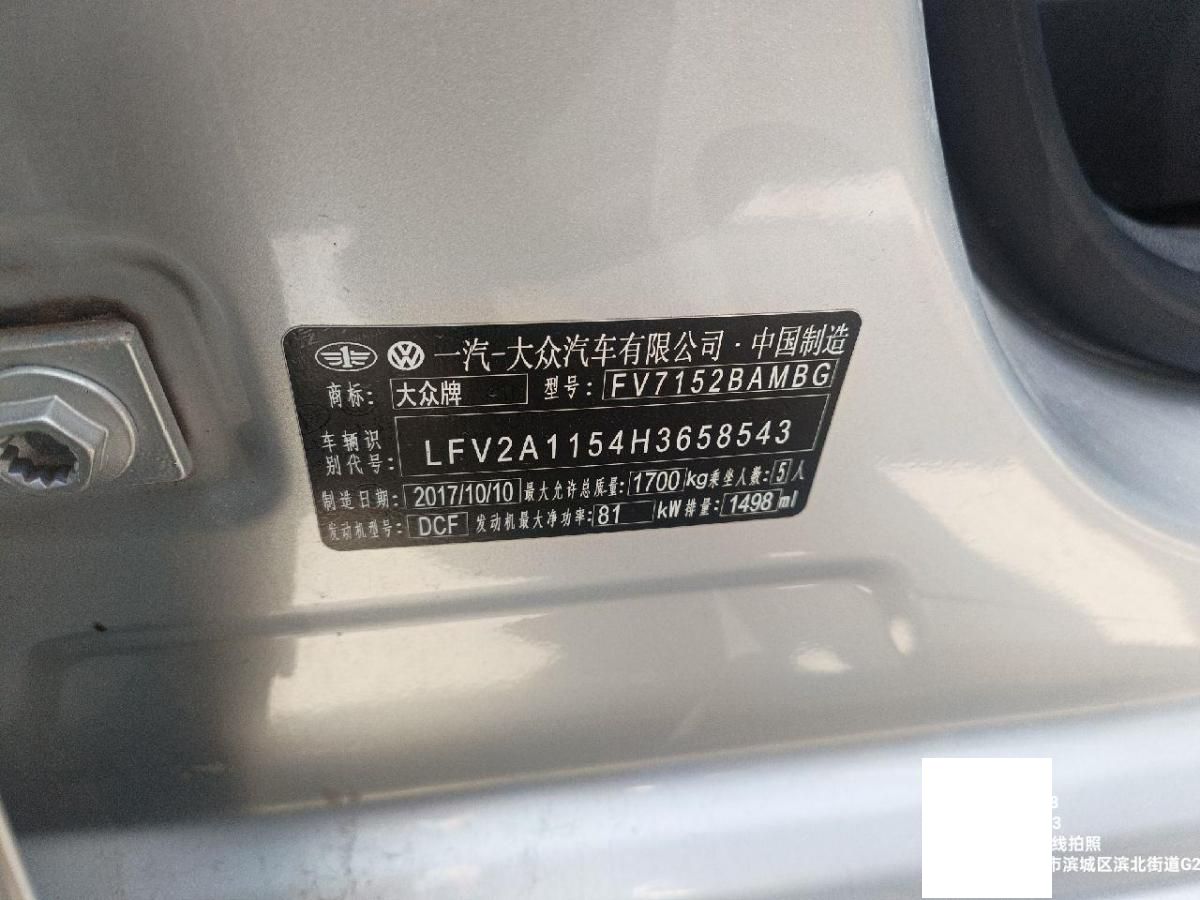 一汽-大众汽车有限公司·中国制造
商标: 大众牌 型号: FV7152BAMBG
车辆识别代号: LFV2A1154H3658543
制造日期: 2017/10/10 最大允许总质量: 1700 kg 乘坐人数: 5 人
发动机型号: DCF 发动机最大净功率: 81 kW 排量: 1498 ml
8
3
线拍照
市滨城区滨北街道G2